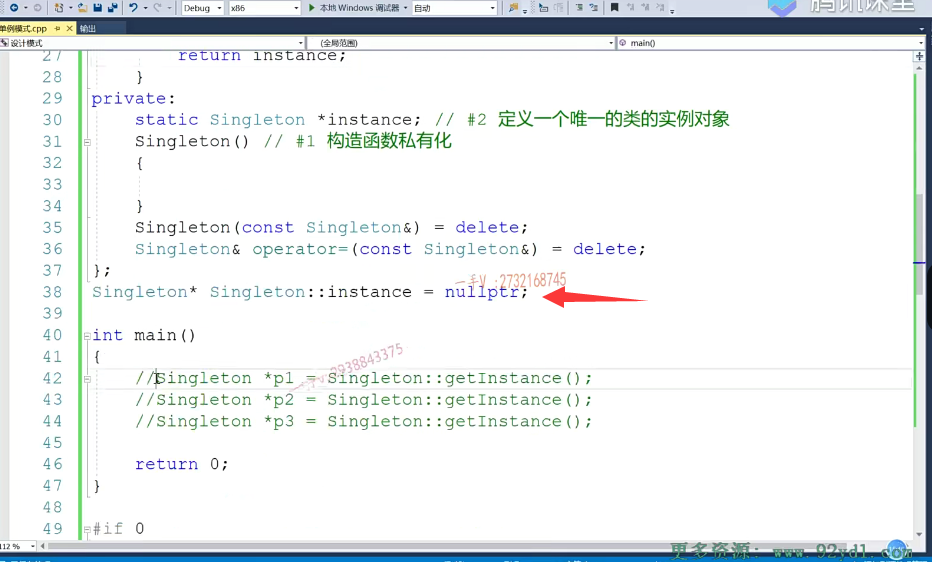 Debug x86 本地 Windows 调试器 自动
腾讯课堂
单例模式.cpp 输出
设计模式 (全局范围) main()
27 return instance;
28 }
29 private:
30 static Singleton *instance; // #2 定义一个唯一的类的实例对象
31 Singleton() // #1 构造函数私有化
32 {
33
34 }
35 Singleton(const Singleton&) = delete;
36 Singleton& operator=(const Singleton&) = delete;
37 };
一手V :2732168745
38 Singleton* Singleton::instance = nullptr;
39
40 int main()
41 {
2938843375
42 //Singleton *p1 = Singleton::getInstance();
43 //Singleton *p2 = Singleton::getInstance();
44 //Singleton *p3 = Singleton::getInstance();
45
46 return 0;
47 }
48
49 #if 0
112 %
更多资源: www.92yd1.com